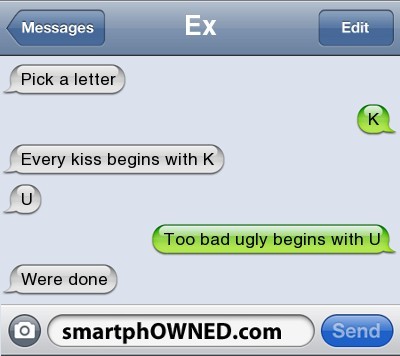 Messages
Ex
Edit
Pick a letter
K
Every kiss begins with K
U
Too bad ugly begins with U
Were done
smartphOWNED.com
Send